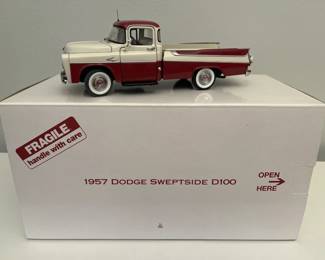 FRAGILE
handle with care
1957 DODGE SWEPTSIDE D100
OPEN
HERE